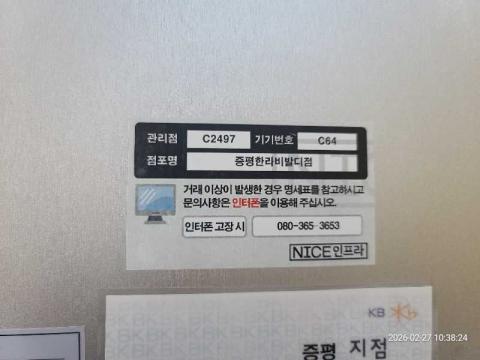 관리점 C2497 기기번호 C64
점포명 증평한라비발디점
거래 이상이 발생한 경우 명세표를 참고하시고
문의사항은 인터폰을 이용해 주십시오.
인터폰 고장 시 080-365-3653
NICE인프라
KB
증평 지점
2026-02-27 10:38:24